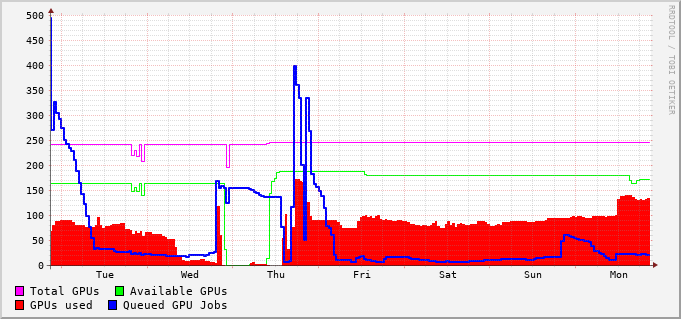 500
450
400
350
300
250
200
150
100
50
0
Tue Wed Thu Fri Sat Sun Mon
Total GPUs Available GPUs
GPUs used Queued GPU Jobs
RRDTOOL / TOBI OETIKER